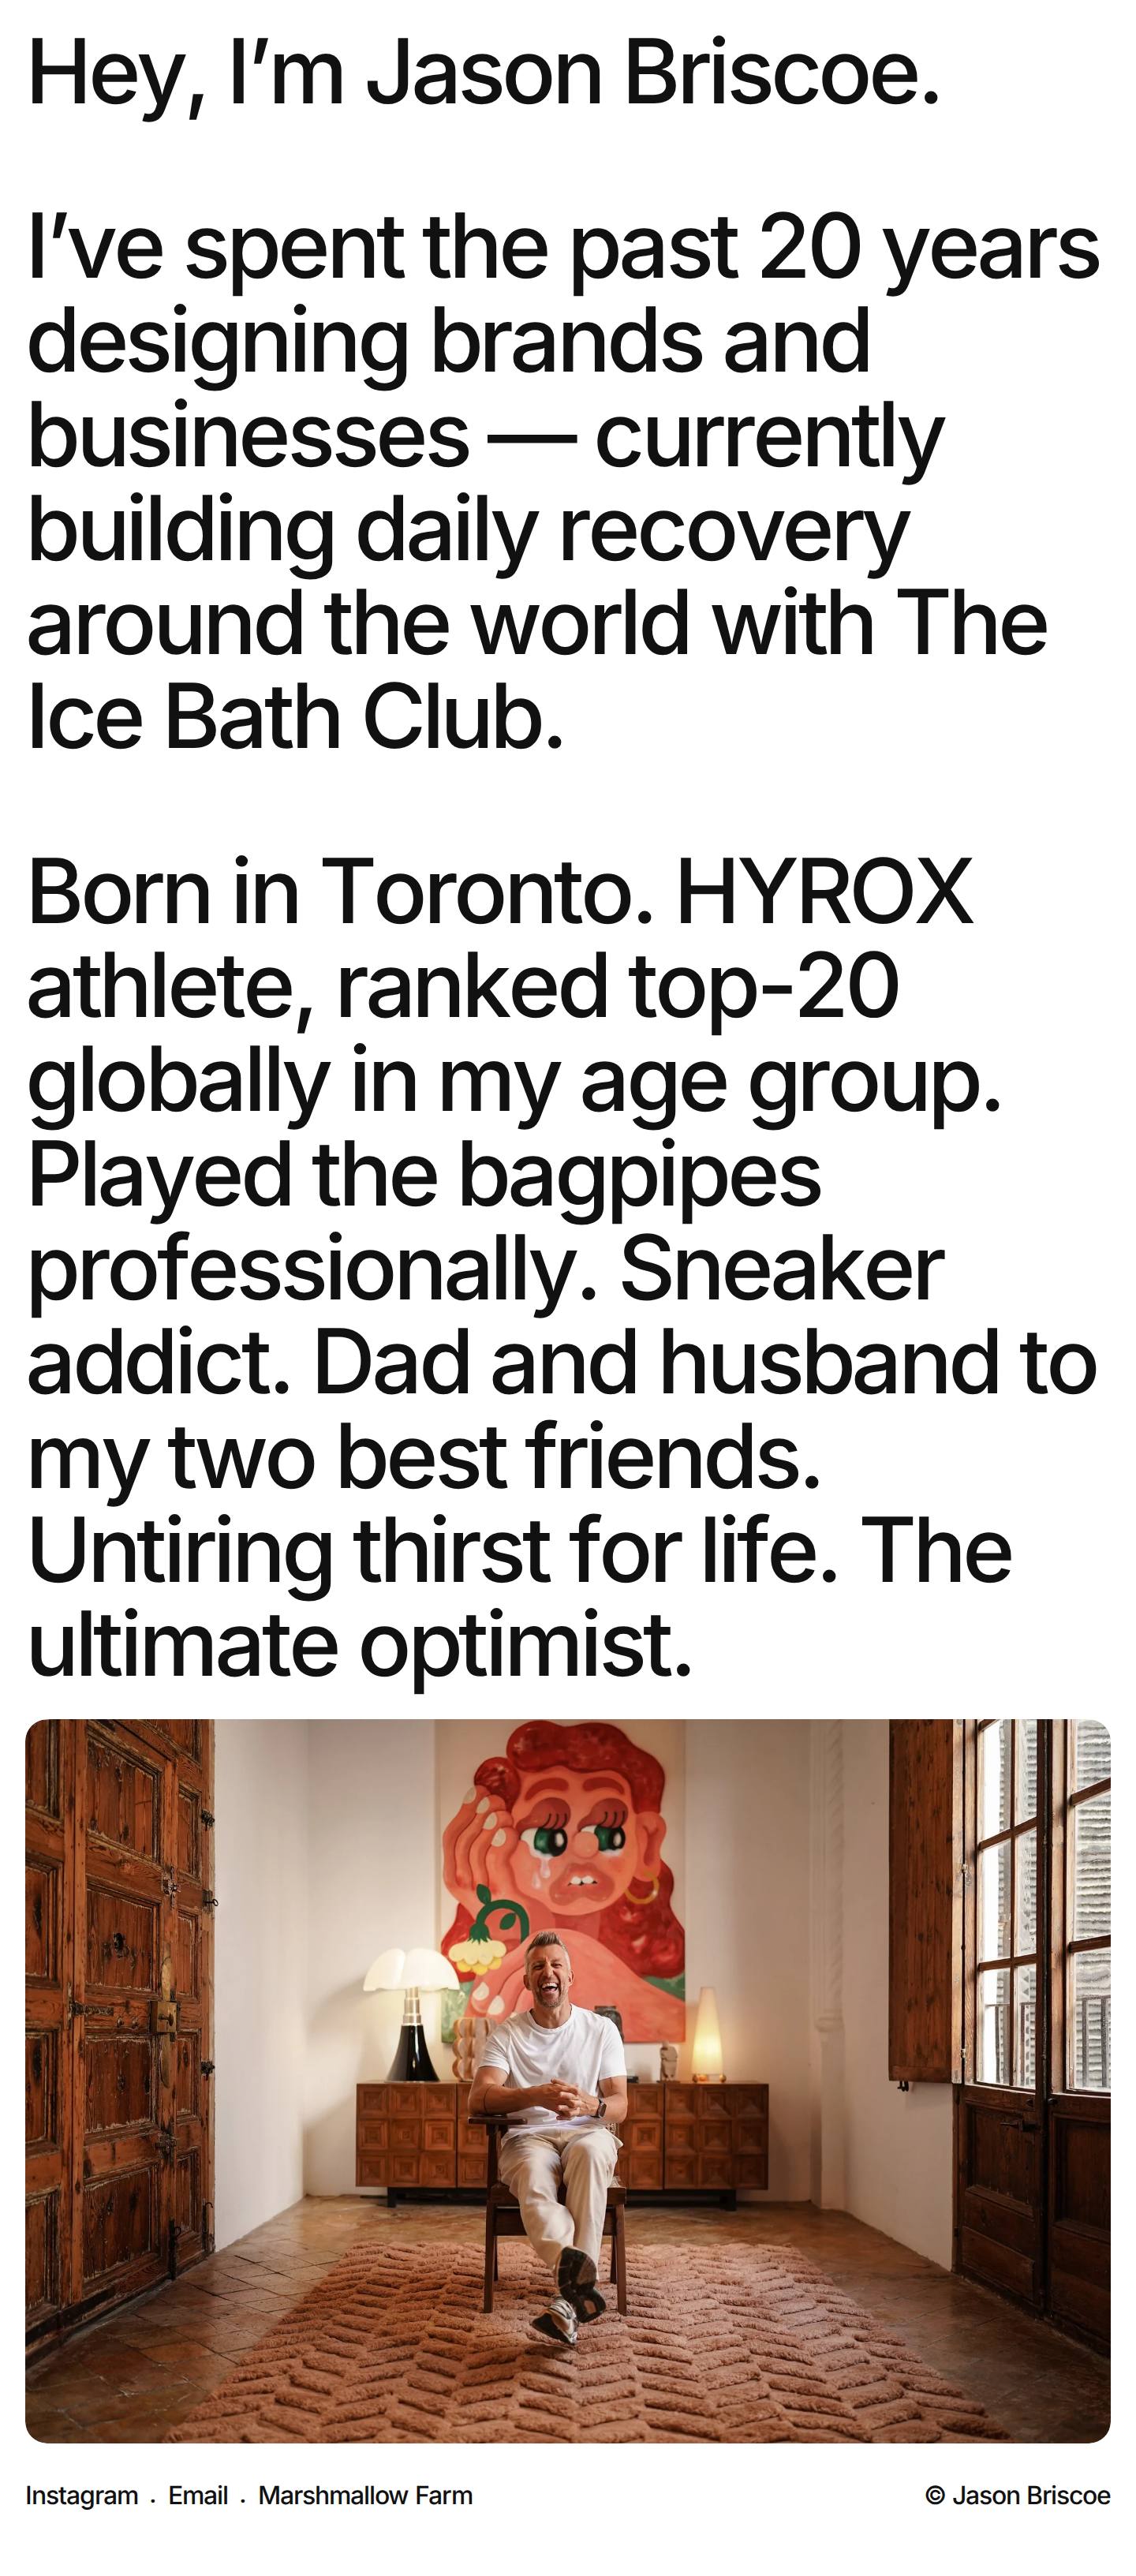 Hey, I’m Jason Briscoe.
I’ve spent the past 20 years
designing brands and
businesses — currently
building daily recovery
around the world with The
Ice Bath Club.
Born in Toronto. HYROX
athlete, ranked top-20
globally in my age group.
Played the bagpipes
professionally. Sneaker
addict. Dad and husband to
my two best friends.
Untiring thirst for life. The
ultimate optimist.
Instagram · Email · Marshmallow Farm
© Jason Briscoe